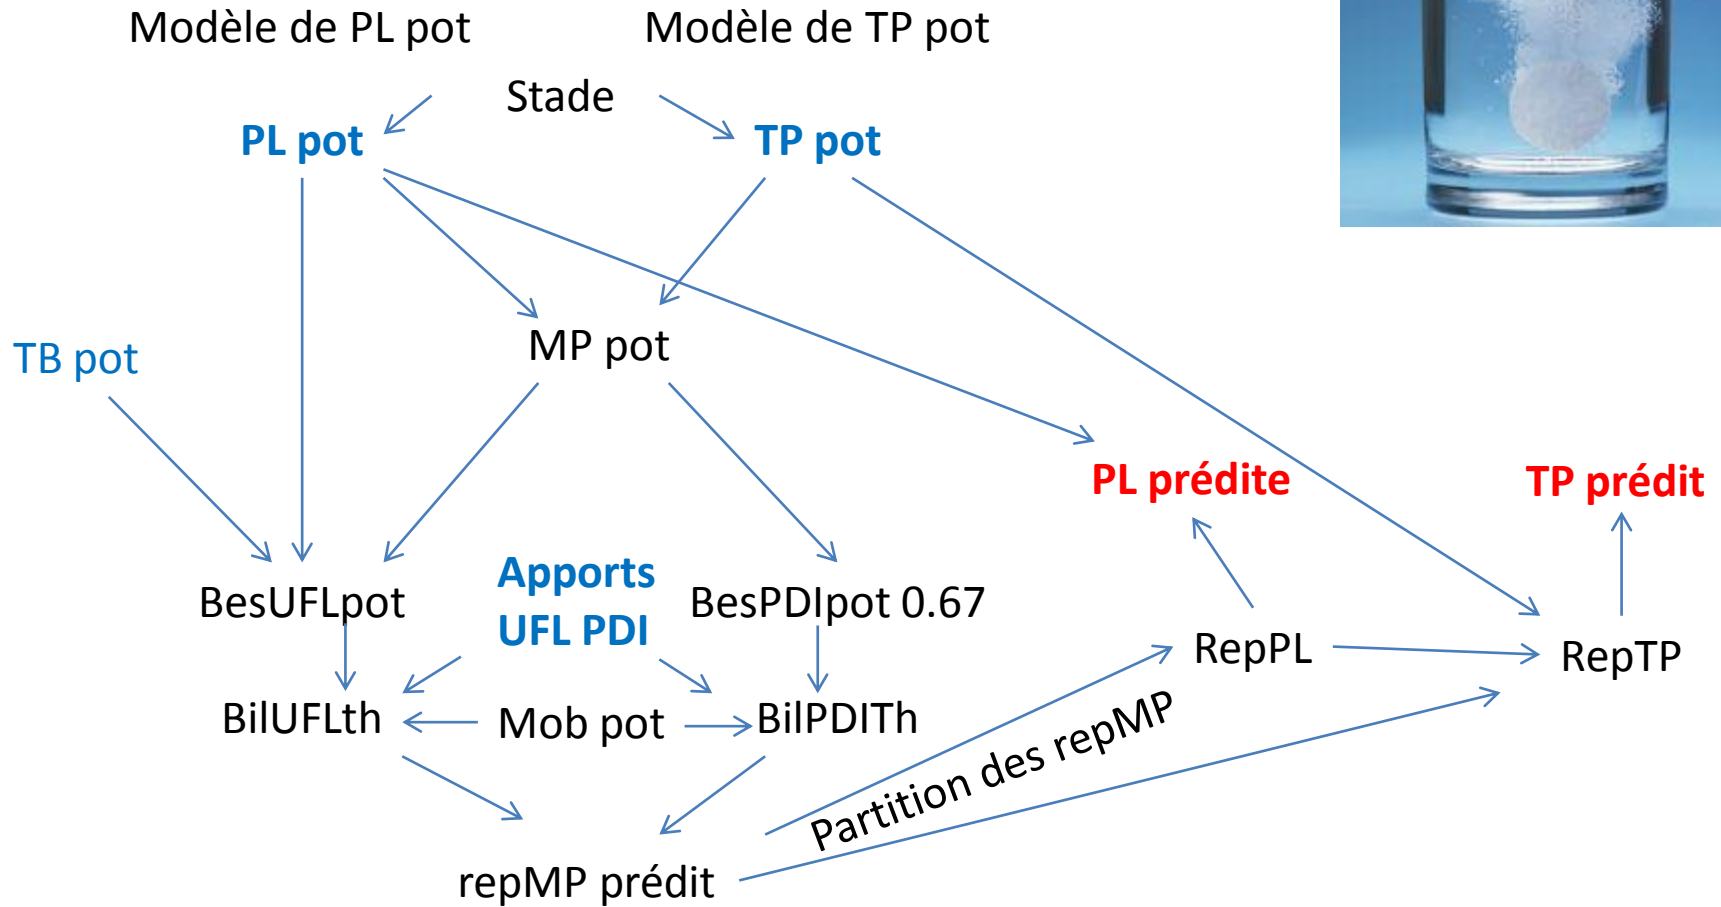 Modèle de PL pot
Modèle de TP pot
Stade
PL pot
TP pot
TB pot
MP pot
PL prédite
TP prédit
BesUFLpot
Apports
UFL PDI
BesPDIpot 0.67
RepPL
RepTP
BilUFLth
Mob pot
BilPDITh
Partition des repMP
repMP prédit